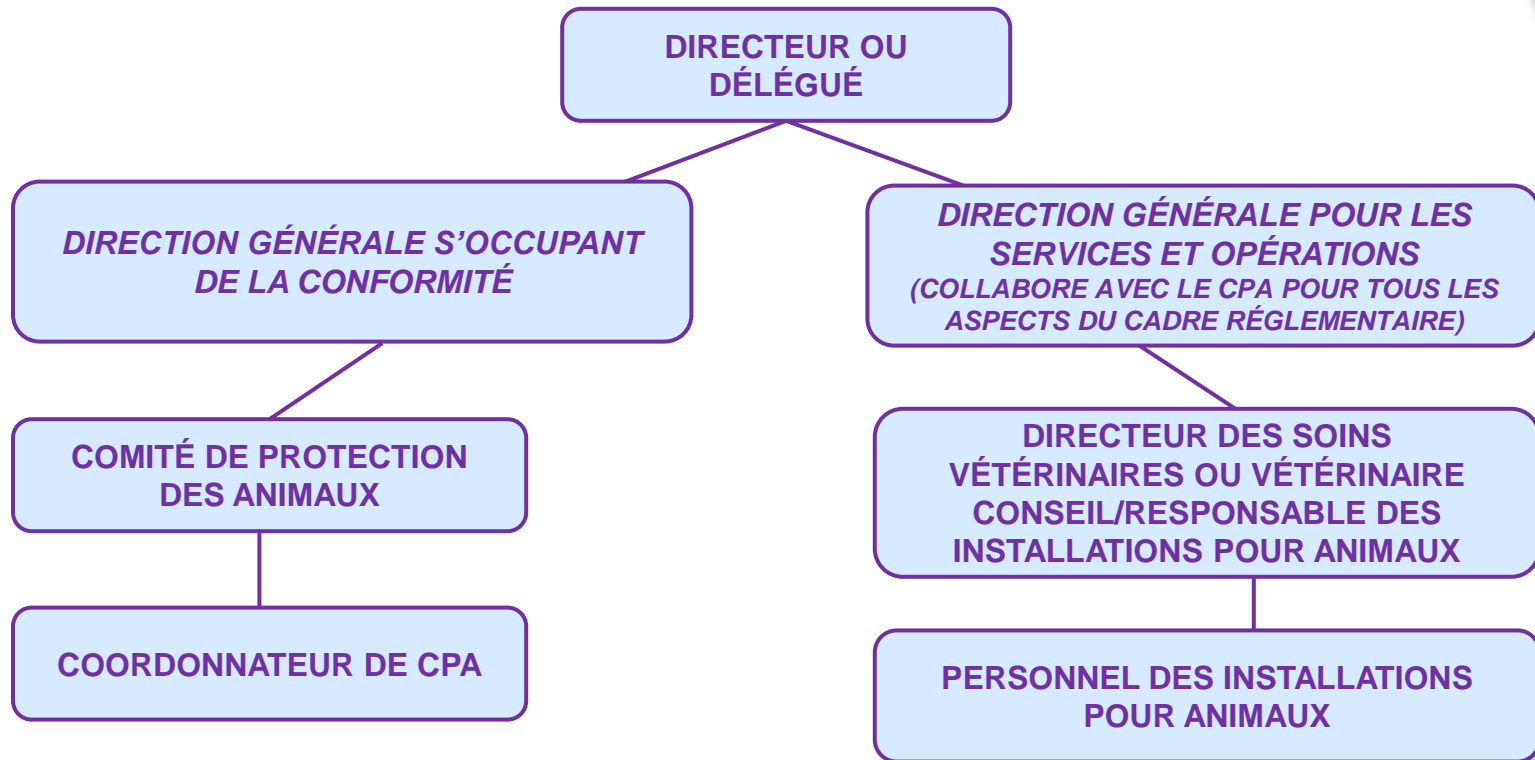 DIRECTEUR OU
DÉLÉGUÉ
DIRECTION GÉNÉRALE S’OCCUPANT
DE LA CONFORMITÉ
DIRECTION GÉNÉRALE POUR LES
SERVICES ET OPÉRATIONS
(COLLABORE AVEC LE CPA POUR TOUS LES
ASPECTS DU CADRE RÉGLEMENTAIRE)
COMITÉ DE PROTECTION
DES ANIMAUX
DIRECTEUR DES SOINS
VÉTÉRINAIRES OU VÉTÉRINAIRE
CONSEIL/RESPONSABLE DES
INSTALLATIONS POUR ANIMAUX
COORDONNATEUR DE CPA
PERSONNEL DES INSTALLATIONS
POUR ANIMAUX